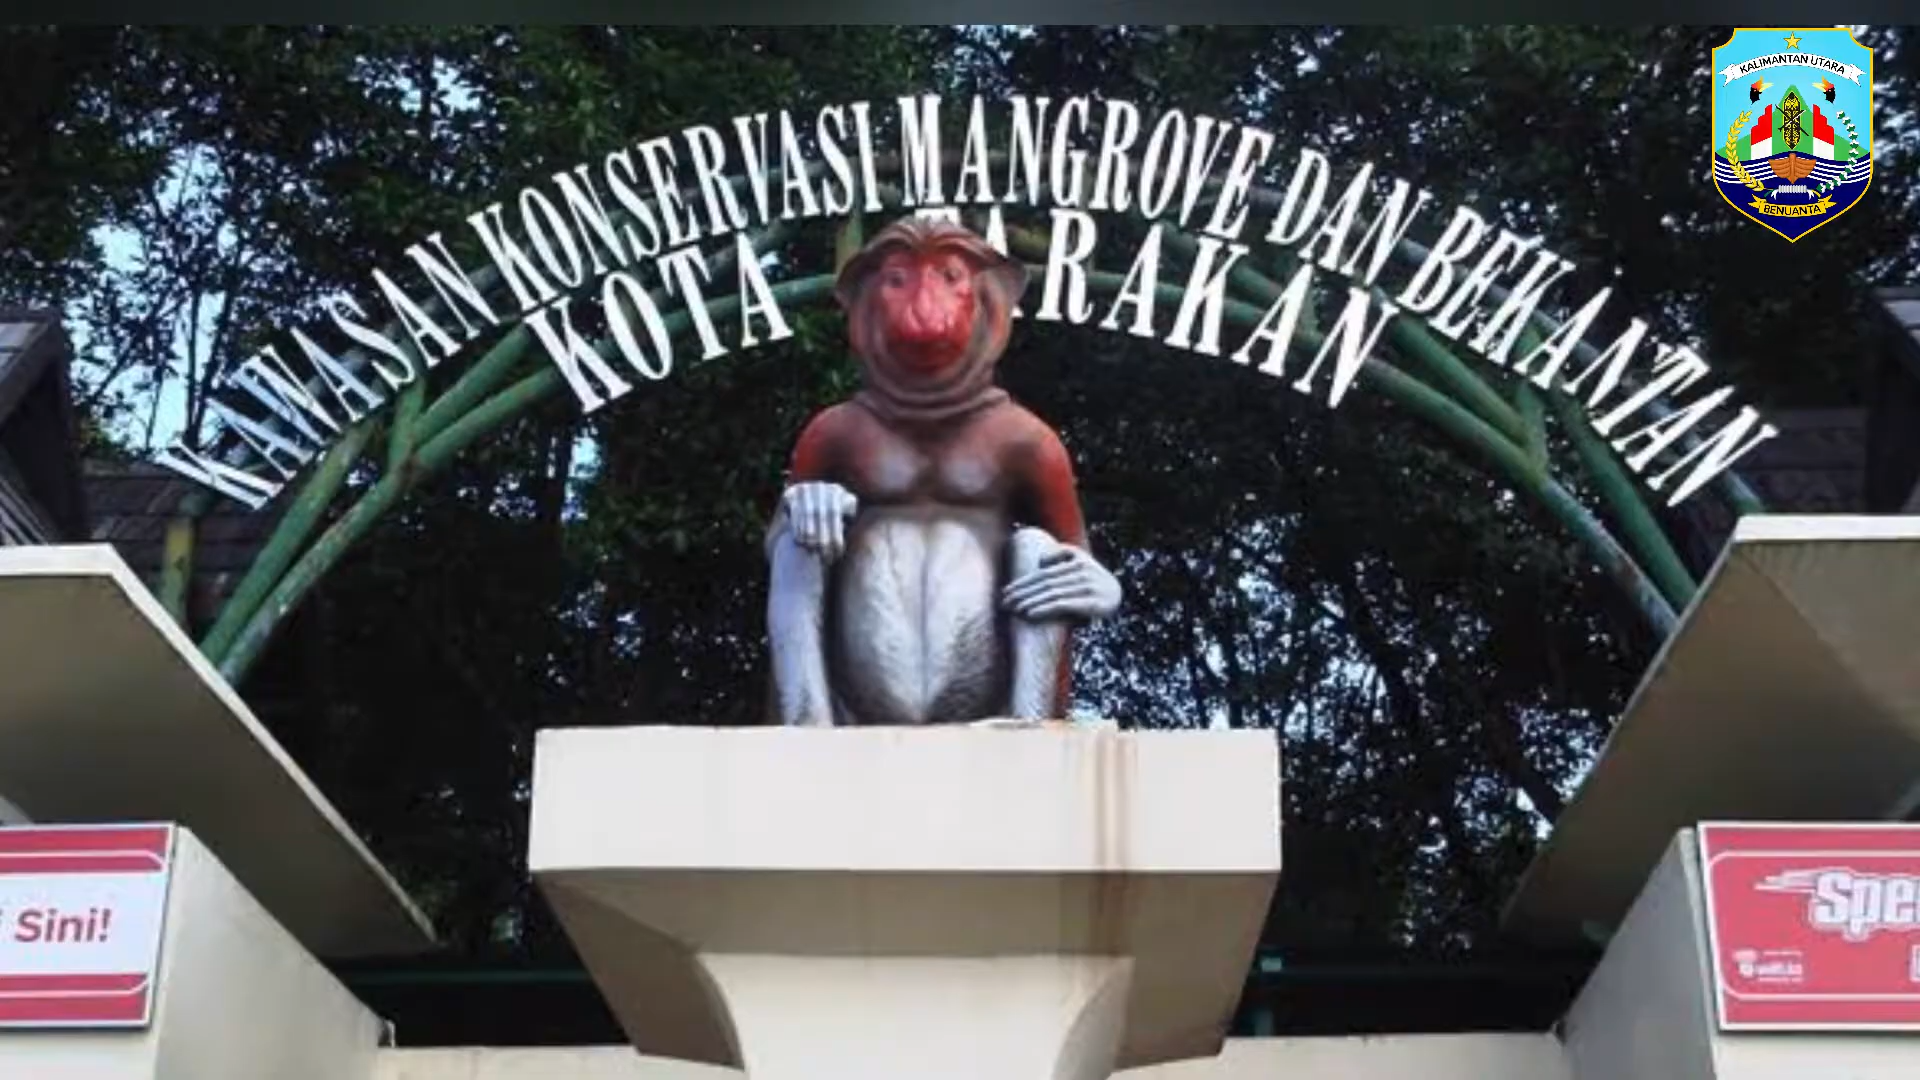 KAWASAN KONSERVASI MANGROVE DAN BEKANTAN
KOTA TARAKAN
KALIMANTAN UTARA
BENUANTA
Sini!